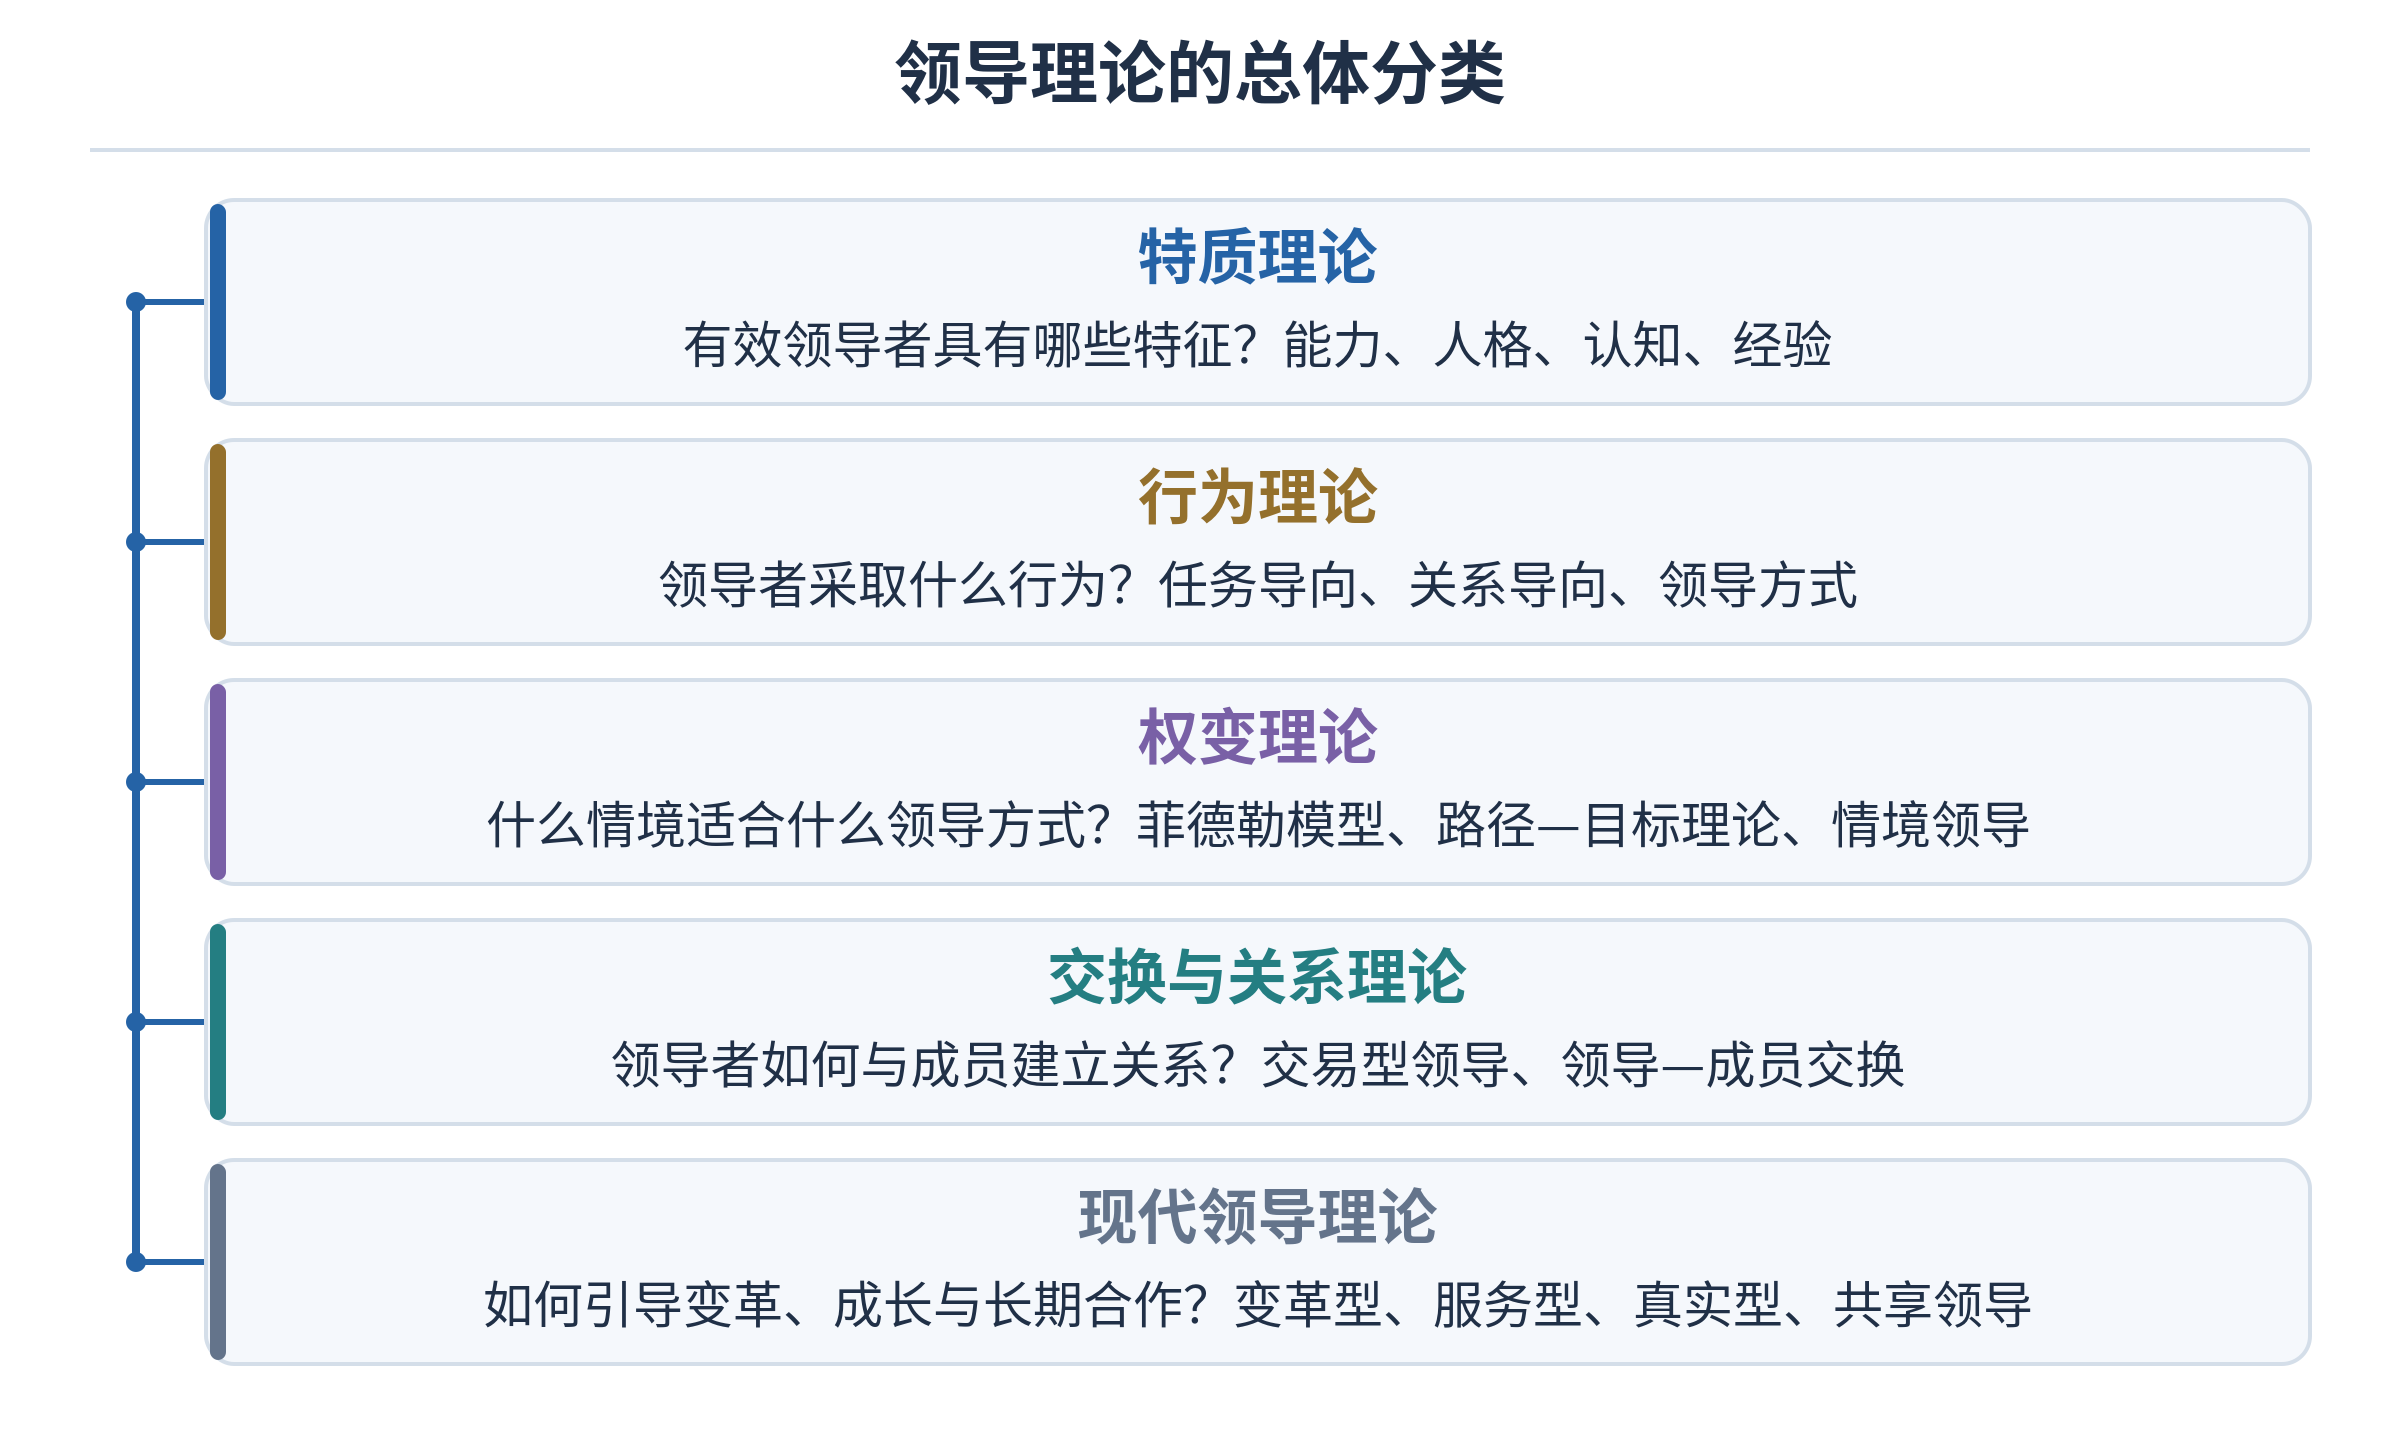 领导理论的总体分类
特质理论
有效领导者具有哪些特征？能力、人格、认知、经验
行为理论
领导者采取什么行为？任务导向、关系导向、领导方式
权变理论
什么情境适合什么领导方式？菲德勒模型、路径—目标理论、情境领导
交换与关系理论
领导者如何与成员建立关系？交易型领导、领导—成员交换
现代领导理论
如何引导变革、成长与长期合作？变革型、服务型、真实型、共享领导